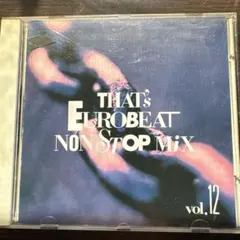 THAT's
EUROBEAT
NON STOP MiX
vol.12